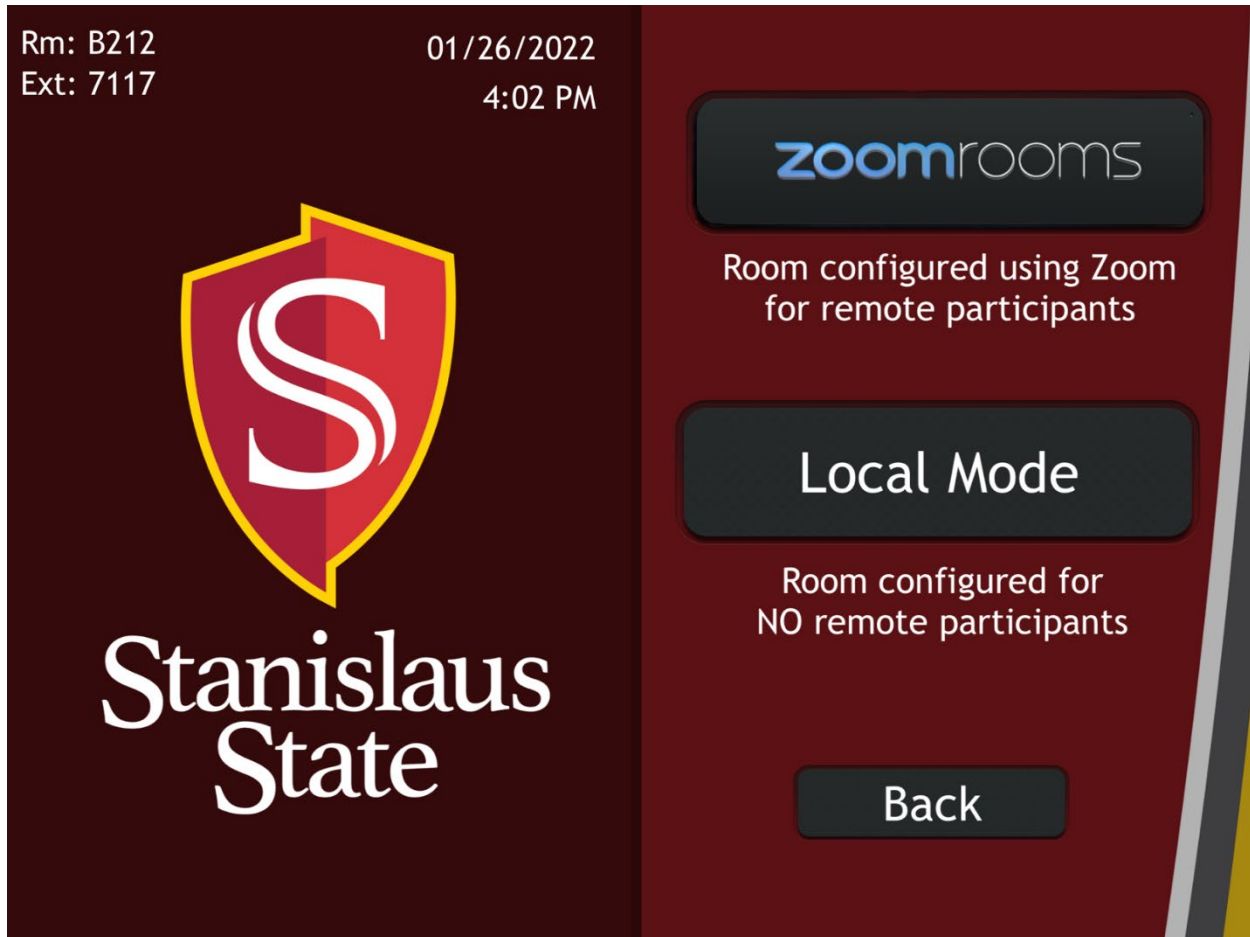 Rm: B212
Ext: 7117
01/26/2022
4:02 PM
S
Stanislaus
State
zoomrooms
Room configured using Zoom
for remote participants
Local Mode
Room configured for
NO remote participants
Back